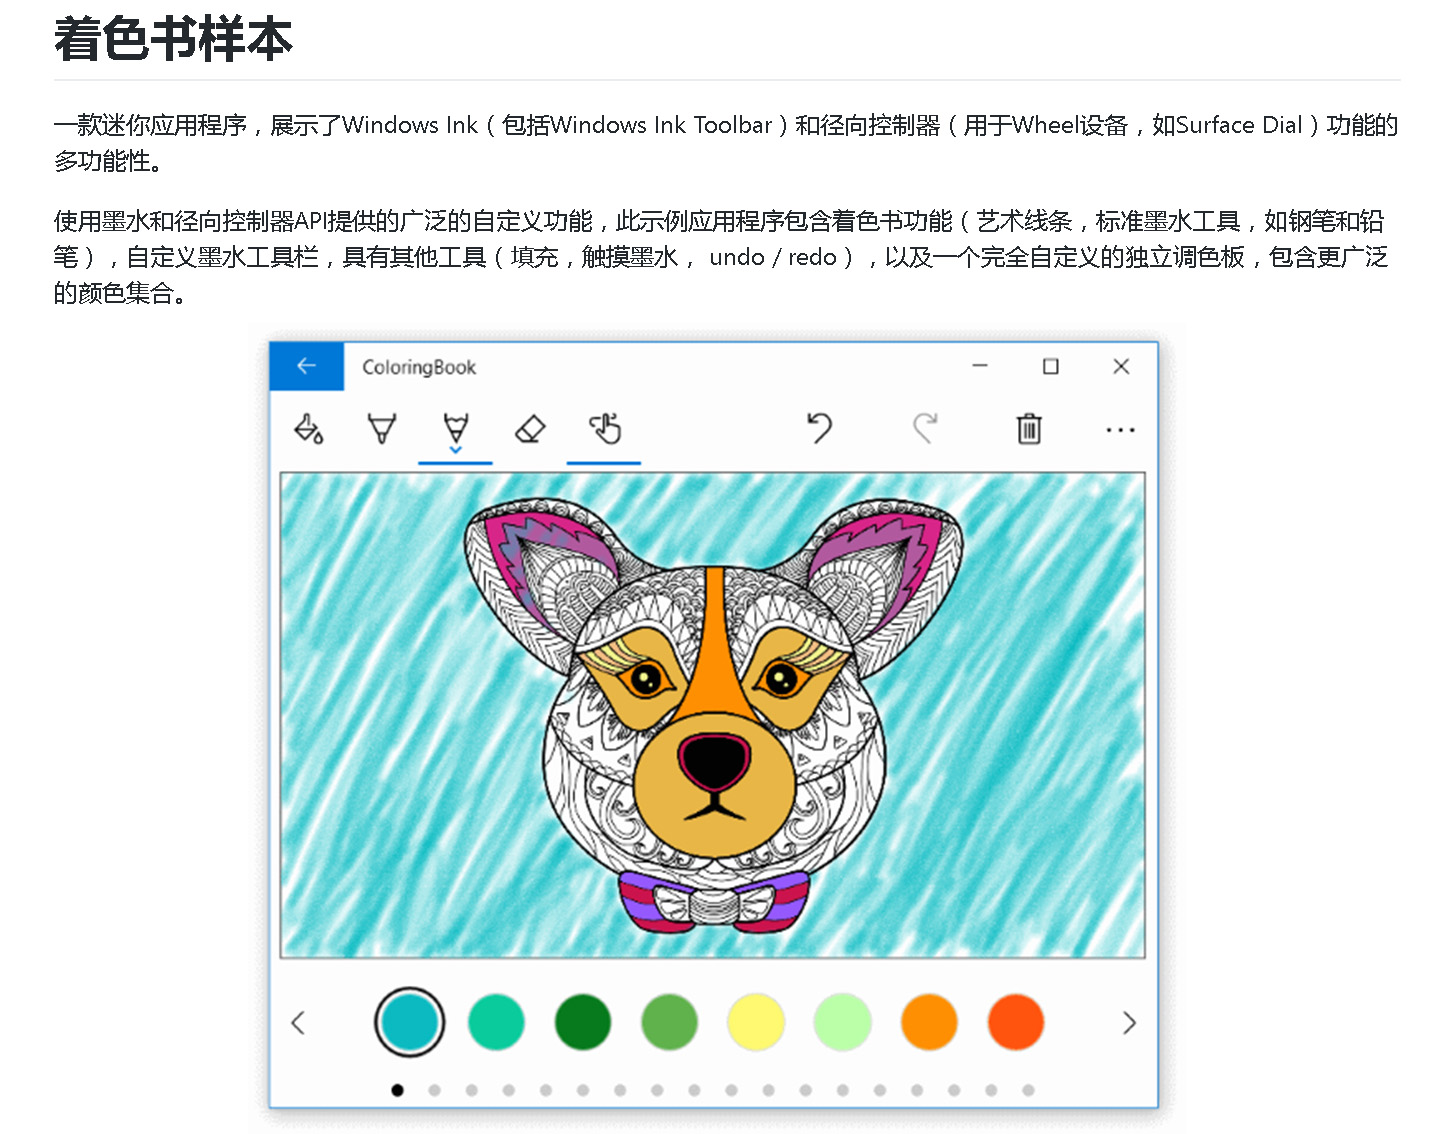 着色书样本
一款迷你应用程序，展示了Windows Ink（包括Windows Ink Toolbar）和径向控制器（用于Wheel设备，如Surface Dial）功能的
多功能性。
使用墨水和径向控制器API提供的广泛的自定义功能，此示例应用程序包含着色书功能（艺术线条，标准墨水工具，如钢笔和铅
笔），自定义墨水工具栏，具有其他工具（填充，触摸墨水， undo / redo），以及一个完全自定义的独立调色板，包含更广泛
的颜色集合。
ColoringBook